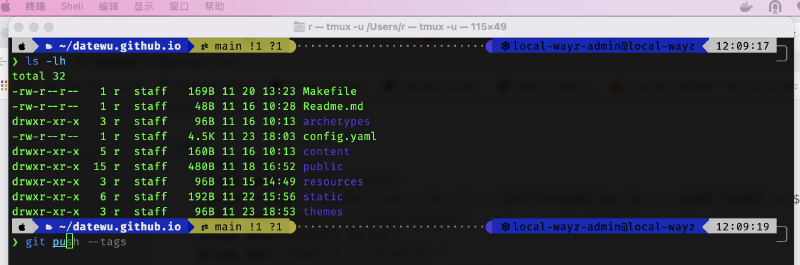 终端 Shell 编辑 显示 窗口 帮助
r — tmux -u /Users/r — tmux -u — 115×49
~/datewu.github.io main !1 ?1 local-wayz-admin@local-wayz 12:09:17
❯ ls -lh
total 32
-rw-r--r-- 1 r staff 169B 11 20 13:23 Makefile
-rw-r--r-- 1 r staff 48B 11 16 10:28 Readme.md
drwxr-xr-x 3 r staff 96B 11 16 10:13 archetypes
-rw-r--r-- 1 r staff 4.5K 11 23 18:03 config.yaml
drwxr-xr-x 5 r staff 160B 11 16 10:13 content
drwxr-xr-x 15 r staff 480B 11 18 16:52 public
drwxr-xr-x 3 r staff 96B 11 15 14:49 resources
drwxr-xr-x 6 r staff 192B 11 22 15:56 static
drwxr-xr-x 3 r staff 96B 11 23 18:53 themes
~/datewu.github.io main !1 ?1 local-wayz-admin@local-wayz 12:09:19
❯ git push --tags